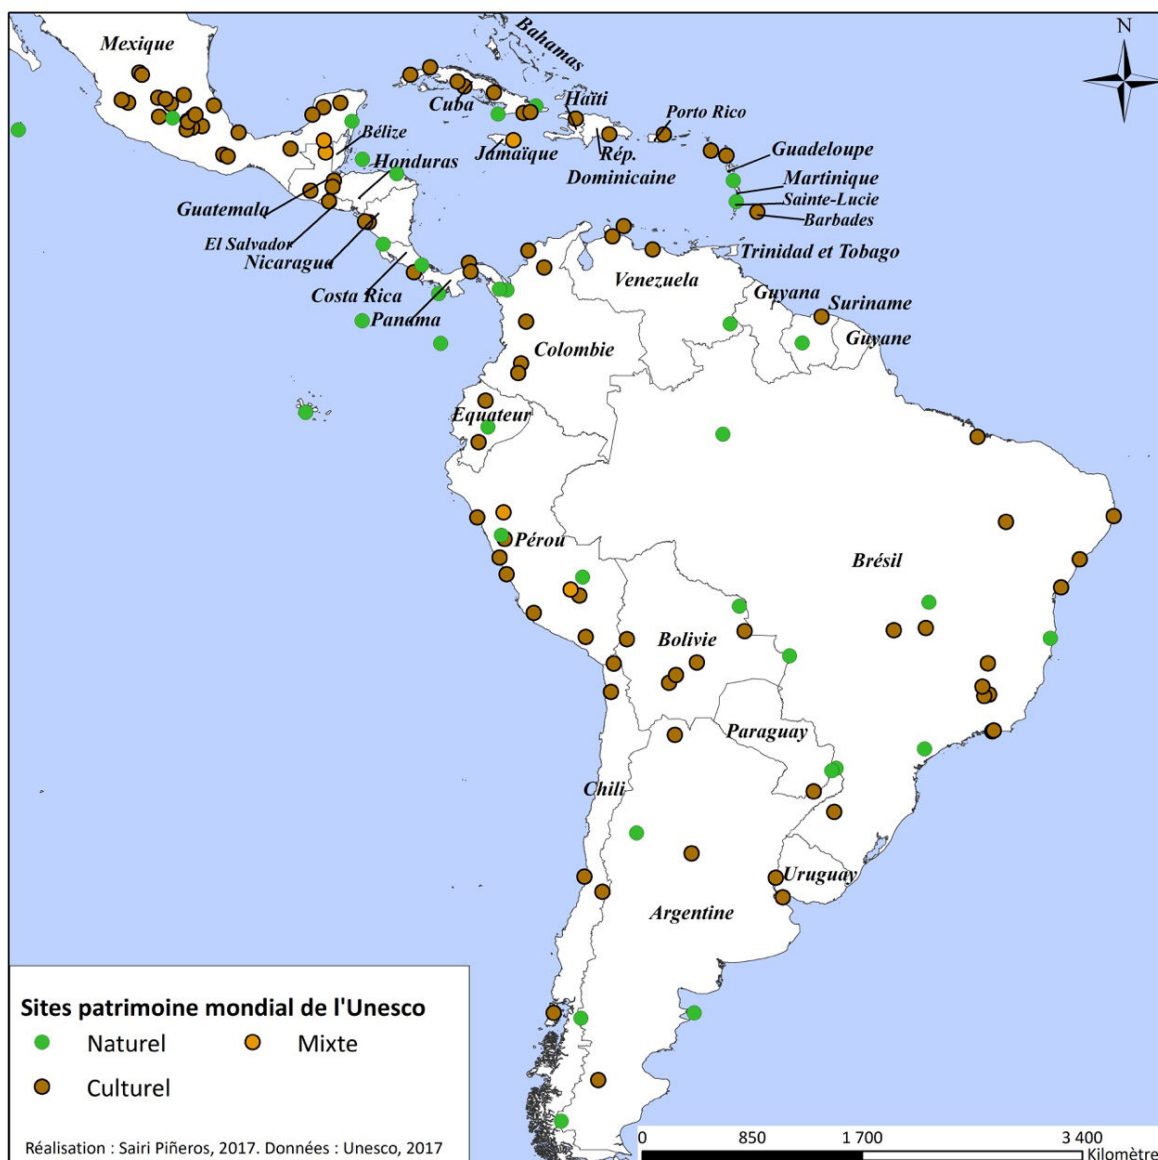 N
Mexique
Bahamas
Cuba
Haïti
Porto Rico
Bélize
Jamaïque
Rép.
Dominicaine
Guadeloupe
Honduras
Martinique
Sainte-Lucie
Barbades
Guatemala
El Salvador
Nicaragua
Trinidad et Tobago
Costa Rica
Panama
Venezuela
Guyana
Suriname
Guyane
Colombie
Equateur
Pérou
Brésil
Bolivie
Paraguay
Chili
Uruguay
Argentine
Sites patrimoine mondial de l'Unesco
Naturel
Mixte
Culturel
Réalisation : Sairi Piñeros, 2017. Données : Unesco, 2017
0 850 1 700 3 400
Kilomètre